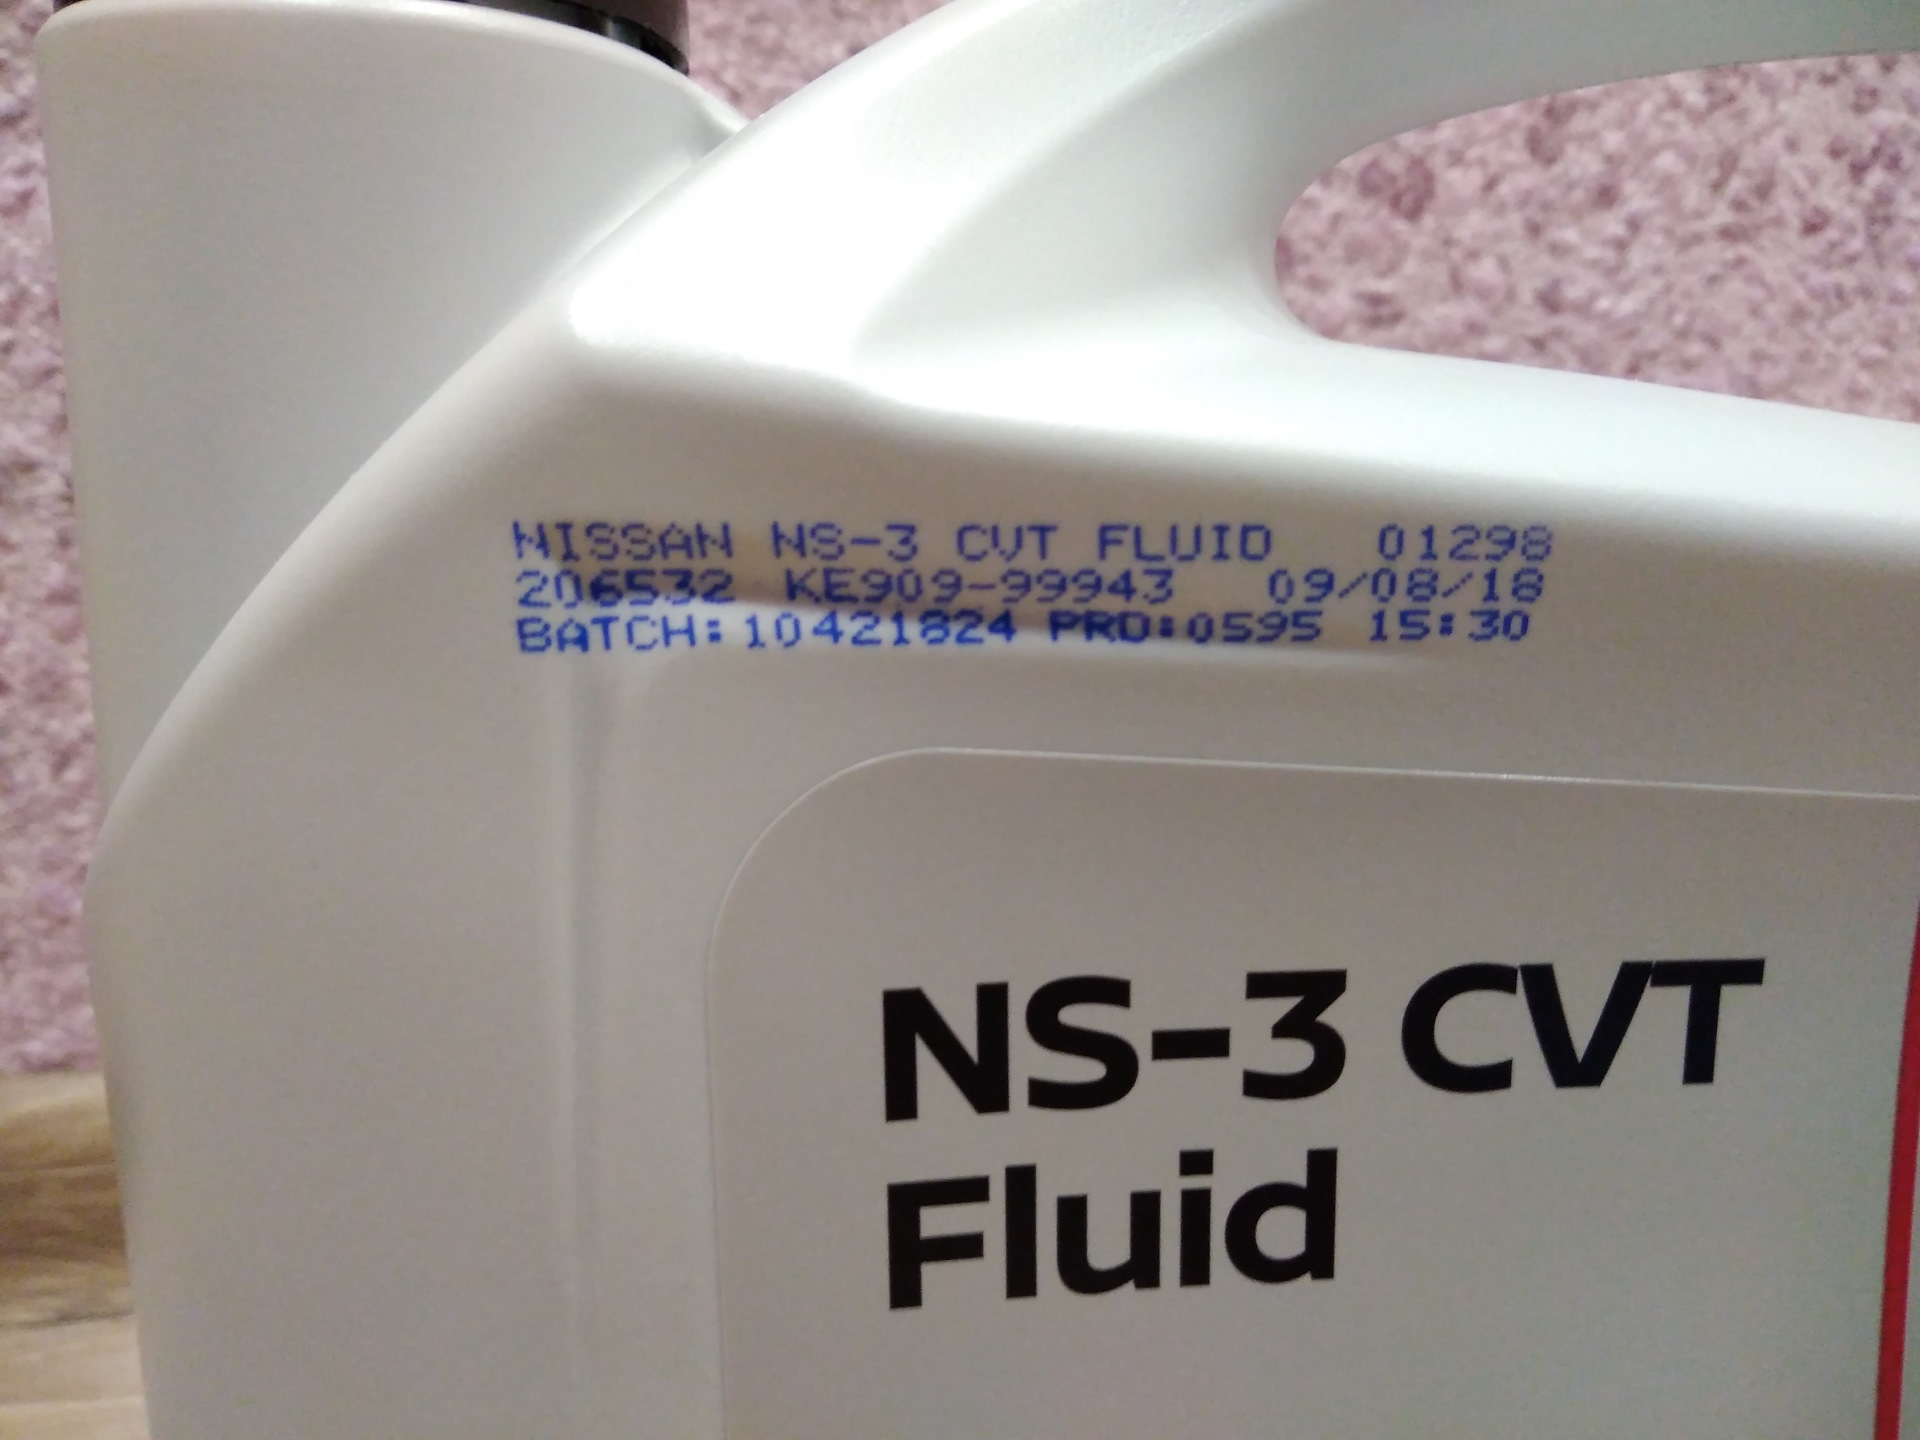 NISSAN NS-3 CVT FLUID 01298
206532 KE909-99943 09/08/18
BATCH:10421824 PRD:0595 15:30
NS-3 CVT
Fluid